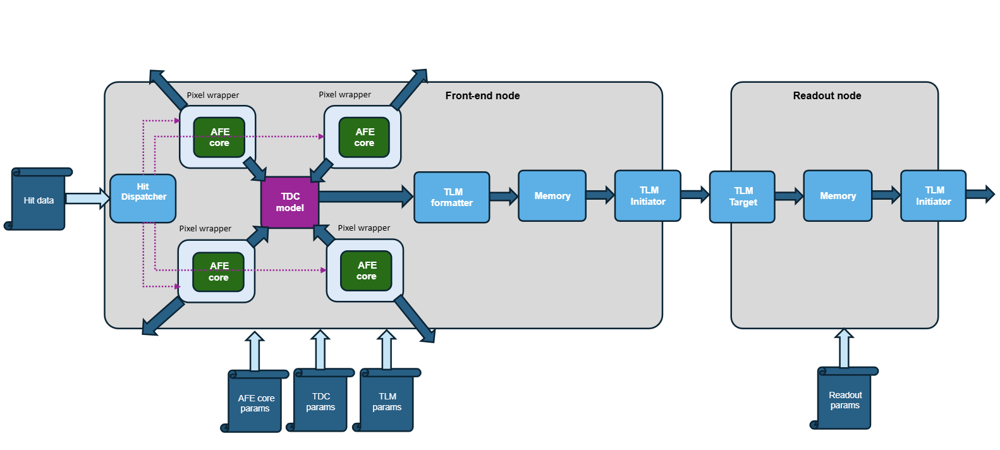 Pixel wrapper
Pixel wrapper
Front-end node
Readout node
AFE
core
AFE
core
Hit data
Hit
Dispatcher
TDC
model
TLM
formatter
Memory
TLM
Initiator
TLM
Target
Memory
TLM
Initiator
Pixel wrapper
Pixel wrapper
AFE
core
AFE
core
AFE core
params
TDC
params
TLM
params
Readout
params